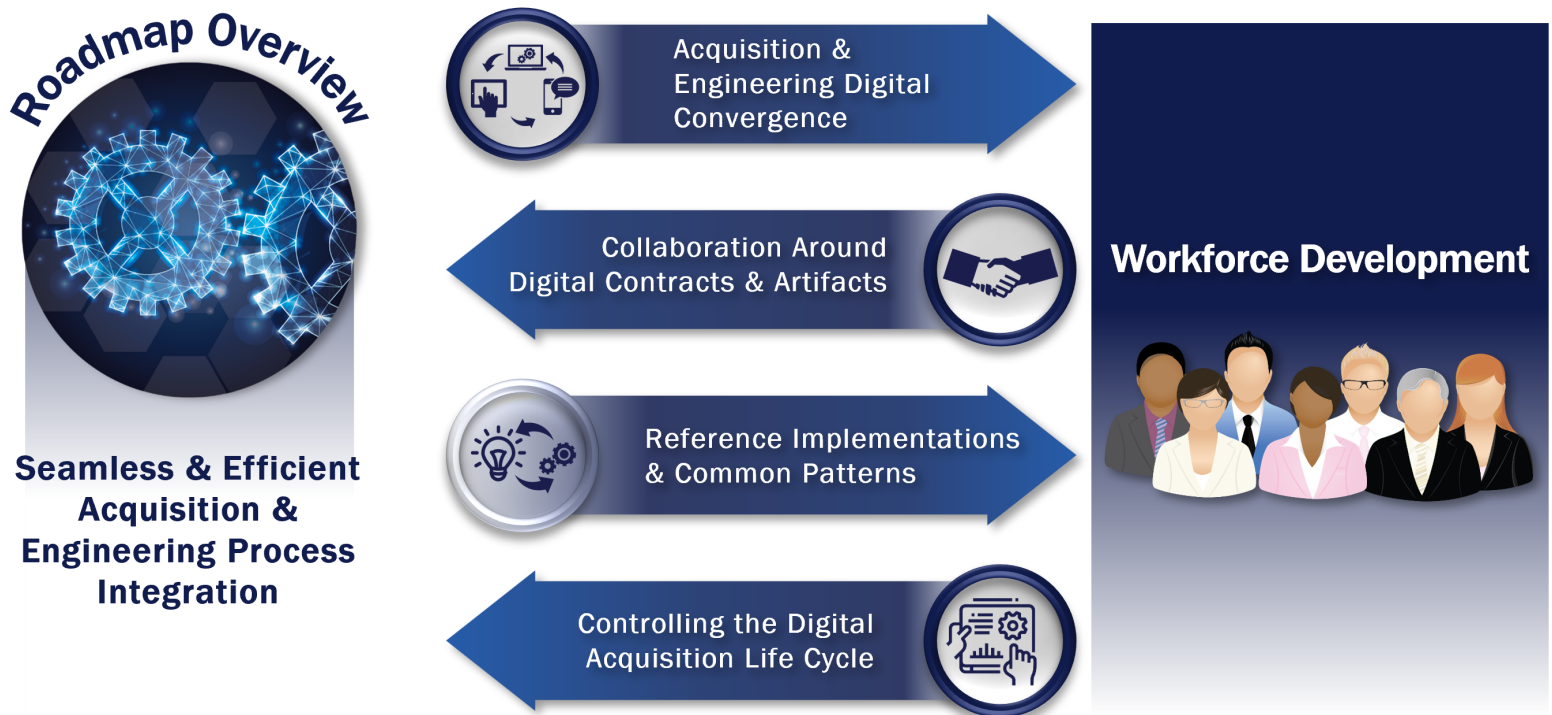 Roadmap Overview
Seamless & Efficient
Acquisition &
Engineering Process
Integration
Acquisition &
Engineering Digital
Convergence
Collaboration Around
Digital Contracts & Artifacts
Reference Implementations
& Common Patterns
Controlling the Digital
Acquisition Life Cycle
Workforce Development